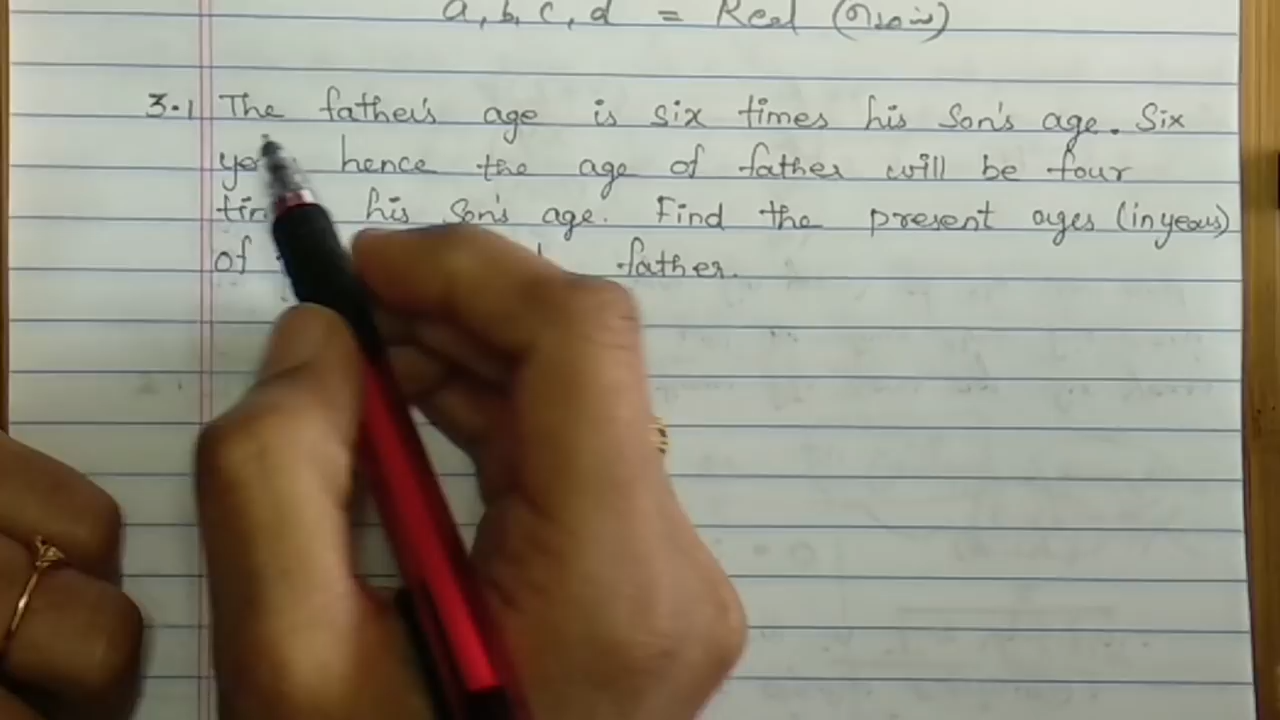 a, b, c, d = Real
3.1 The father's age is six times his Son's age. Six
hence the age of father will be four
his Son's age. Find the present ages (in years)
of father.